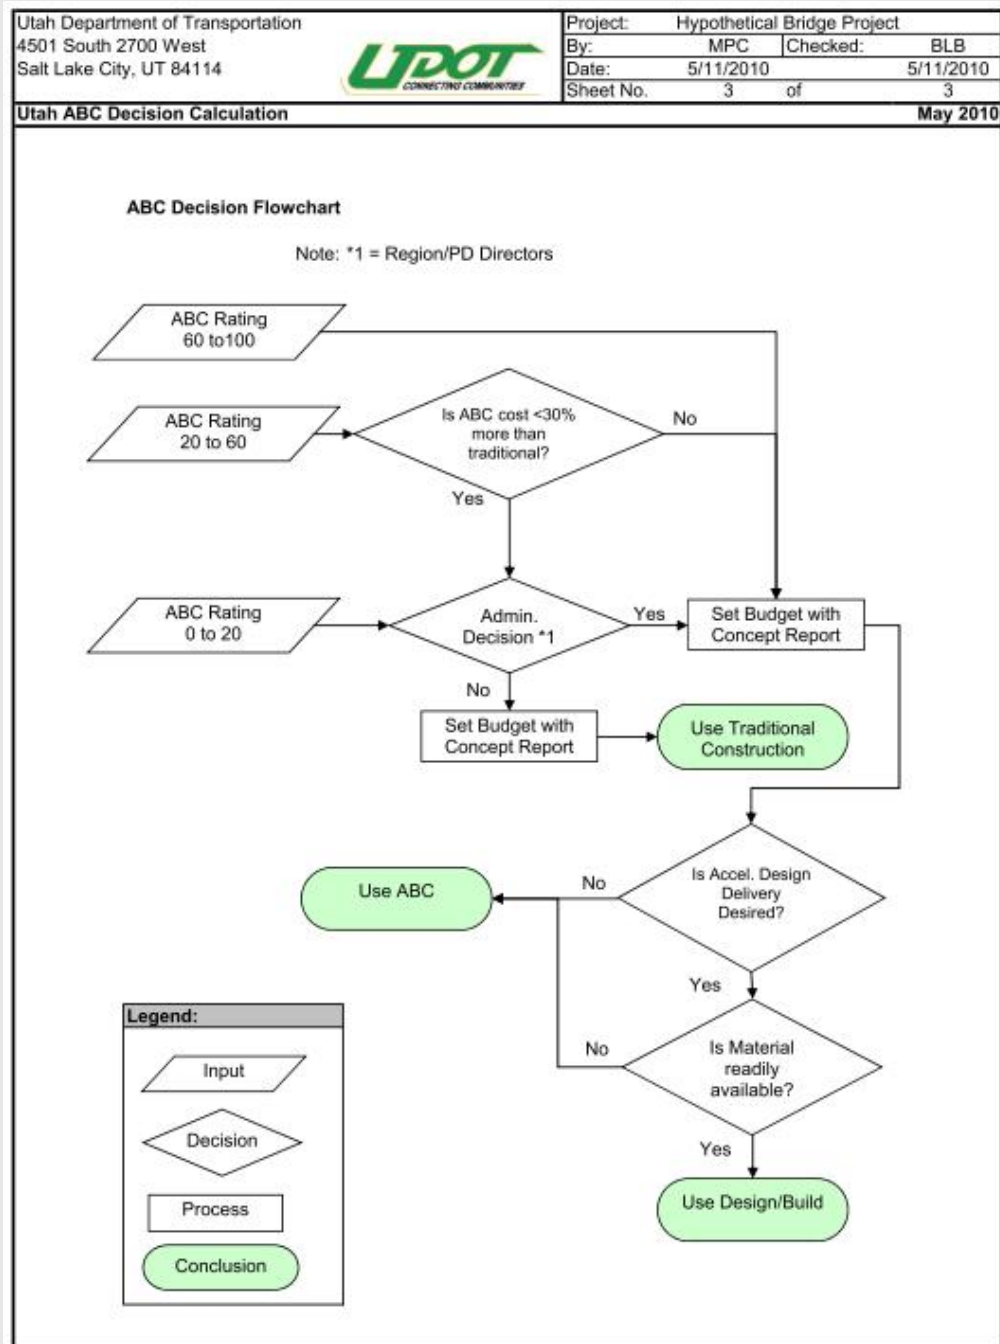 Utah Department of Transportation
4501 South 2700 West
Salt Lake City, UT 84114
UDOT
CONNECTING COMMUNITIES
Project: Hypothetical Bridge Project
By: MPC Checked: BLB
Date: 5/11/2010 5/11/2010
Sheet No. 3 of 3
Utah ABC Decision Calculation May 2010
ABC Decision Flowchart
Note: *1 = Region/PD Directors
ABC Rating
60 to100
ABC Rating
20 to 60
Is ABC cost <30%
more than
traditional?
No
Yes
ABC Rating
0 to 20
Admin.
Decision *1
Yes
Set Budget with
Concept Report
No
Set Budget with
Concept Report
Use Traditional
Construction
Is Accel. Design
Delivery
Desired?
No
Use ABC
Yes
Is Material
readily
available?
No
Yes
Use Design/Build
Legend:
Input
Decision
Process
Conclusion